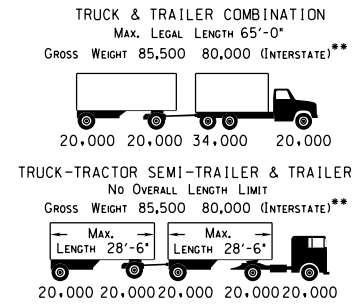 TRUCK & TRAILER COMBINATION
MAX. LEGAL LENGTH 65'-0"
GROSS WEIGHT 85,500 80,000 (INTERSTATE)**
20,000 20,000 34,000 20,000
TRUCK-TRACTOR SEMI-TRAILER & TRAILER
NO OVERALL LENGTH LIMIT
GROSS WEIGHT 85,500 80,000 (INTERSTATE)**
MAX. MAX.
LENGTH 28'-6" LENGTH 28'-6"
20,000 20,000 20,000 20,000 20,000